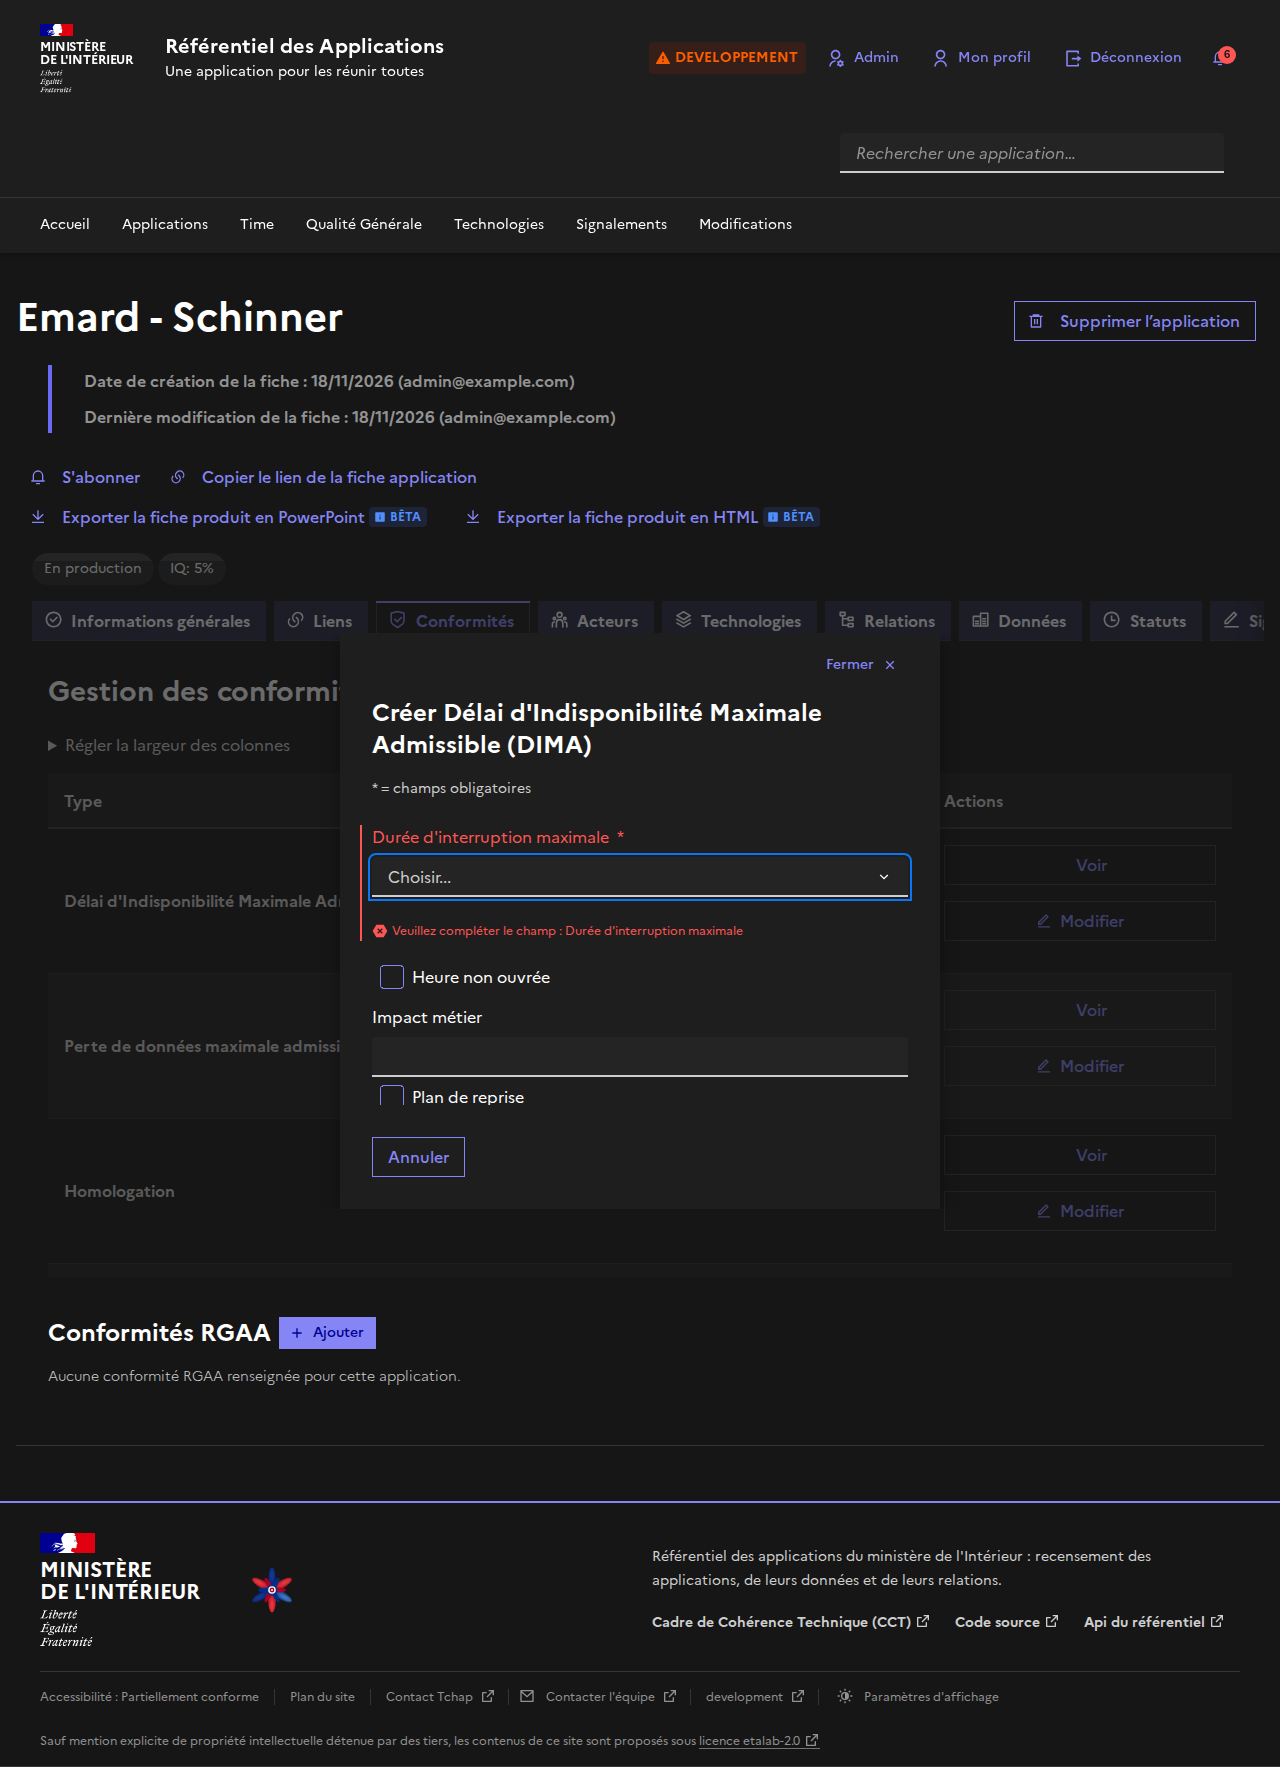 MINISTÈRE
DE L'INTÉRIEUR
Liberté
Égalité
Fraternité
Référentiel des Applications
Une application pour les réunir toutes
DEVELOPPEMENT
Admin
Mon profil
Déconnexion
6
Rechercher une application…
Accueil
Applications
Time
Qualité Générale
Technologies
Signalements
Modifications
Emard - Schinner
Supprimer l’application
Date de création de la fiche : 18/11/2026 (admin@example.com)
Dernière modification de la fiche : 18/11/2026 (admin@example.com)
S'abonner
Copier le lien de la fiche application
Exporter la fiche produit en PowerPoint BÊTA
Exporter la fiche produit en HTML BÊTA
En production
IQ: 5%
Informations générales
Liens
Conformités
Acteurs
Technologies
Relations
Données
Statuts
Gestion des
Régler la largeur des colonnes
Type
Actions
Délai d'Indisponibilité Maximale
Voir
Modifier
Perte de données maximale
Voir
Modifier
Homologation
Voir
Modifier
Fermer
Créer Délai d'Indisponibilité Maximale
Admissible (DIMA)
* = champs obligatoires
Durée d'interruption maximale *
Choisir...
Veuillez compléter le champ : Durée d'interruption maximale
Heure non ouvrée
Impact métier
Plan de reprise
Annuler
Conformités RGAA
Ajouter
Aucune conformité RGAA renseignée pour cette application.
MINISTÈRE
DE L'INTÉRIEUR
Liberté
Égalité
Fraternité
Référentiel des applications du ministère de l'Intérieur : recensement des
applications, de leurs données et de leurs relations.
Cadre de Cohérence Technique (CCT)
Code source
Api du référentiel
Accessibilité : Partiellement conforme
Plan du site
Contact Tchap
Contacter l'équipe
development
Paramètres d'affichage
Sauf mention explicite de propriété intellectuelle détenue par des tiers, les contenus de ce site sont proposés sous licence etalab-2.0